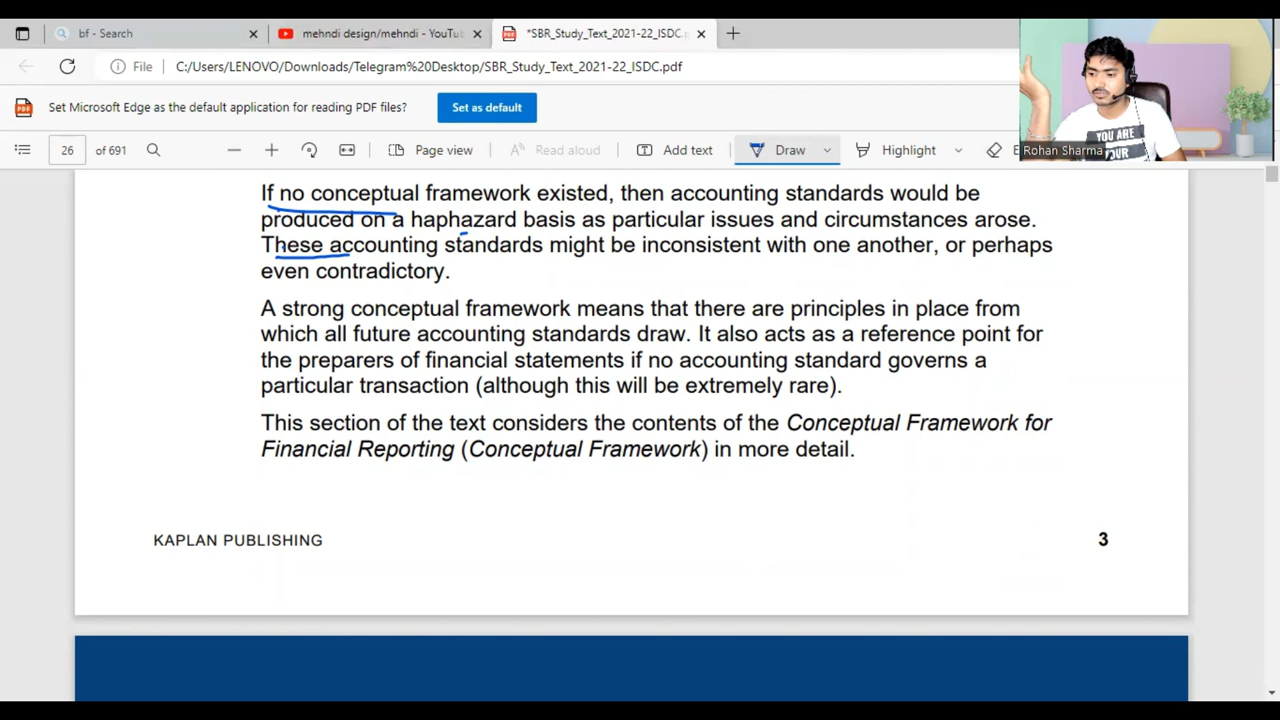 bf - Search
mehndi design/mehndi - YouTu
*SBR_Study_Text_2021-22_ISDC.p
File C:/Users/LENOVO/Downloads/Telegram%20Desktop/SBR_Study_Text_2021-22_ISDC.pdf
Set Microsoft Edge as the default application for reading PDF files? Set as default
YOU ARE
YOUR
Rohan Sharma
26 of 691 Page view Read aloud Add text Draw Highlight E
If no conceptual framework existed, then accounting standards would be
produced on a haphazard basis as particular issues and circumstances arose.
These accounting standards might be inconsistent with one another, or perhaps
even contradictory.
A strong conceptual framework means that there are principles in place from
which all future accounting standards draw. It also acts as a reference point for
the preparers of financial statements if no accounting standard governs a
particular transaction (although this will be extremely rare).
This section of the text considers the contents of the Conceptual Framework for
Financial Reporting (Conceptual Framework) in more detail.
KAPLAN PUBLISHING 3